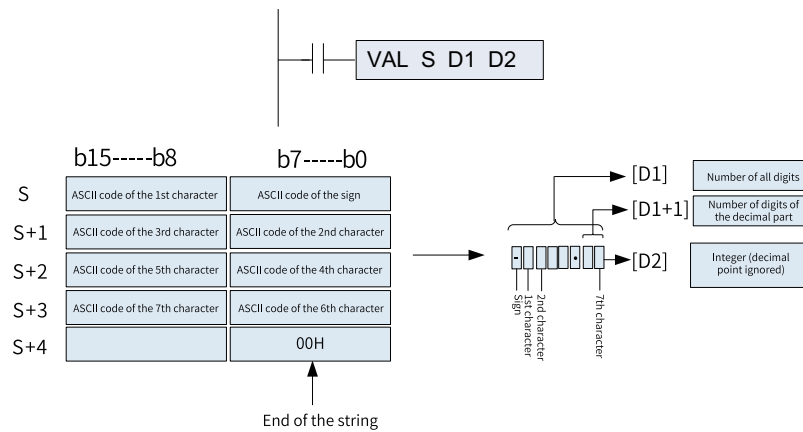 VAL S D1 D2
b15-----b8
b7-----b0
S
ASCII code of the 1st character
ASCII code of the sign
S+1
ASCII code of the 3rd character
ASCII code of the 2nd character
S+2
ASCII code of the 5th character
ASCII code of the 4th character
S+3
ASCII code of the 7th character
ASCII code of the 6th character
S+4
00H
End of the string
[D1]
Number of all digits
[D1+1]
Number of digits of
the decimal part
[D2]
Integer (decimal
point ignored)
-
.
Sign
1st character
2nd character
7th character